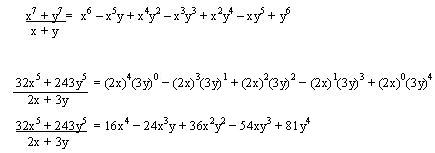 x⁷ + y⁷ = x⁶ – x⁵y + x⁴y² – x³y³ + x²y⁴ – xy⁵ + y⁶
x + y
32x⁵ + 243y⁵ = (2x)⁴(3y)⁰ – (2x)³(3y)¹ + (2x)²(3y)² – (2x)¹(3y)³ + (2x)⁰(3y)⁴
2x + 3y
32x⁵ + 243y⁵ = 16x⁴ – 24x³y + 36x²y² – 54xy³ + 81y⁴
2x + 3y